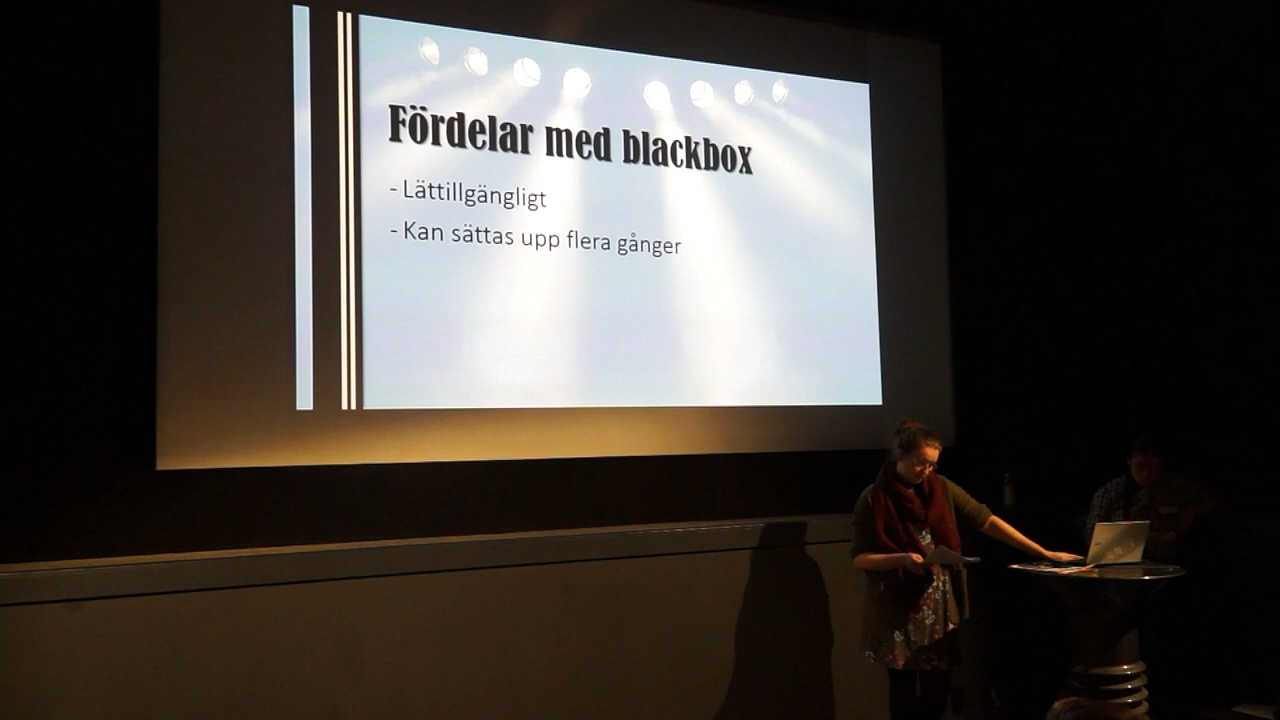 Fördelar med blackbox
- Lättillgängligt
- Kan sättas upp flera gånger